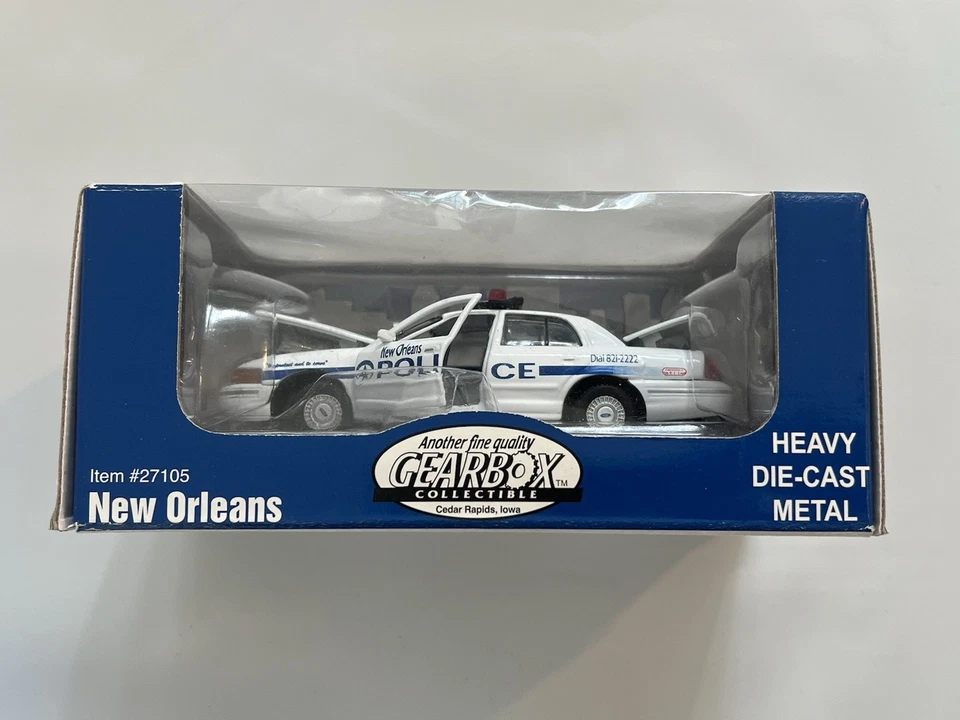 New Orleans
POLI CE
Dial 821-2222
Another fine quality
GEARBOX TM
COLLECTIBLE
Cedar Rapids, Iowa
Item #27105
New Orleans
HEAVY
DIE-CAST
METAL